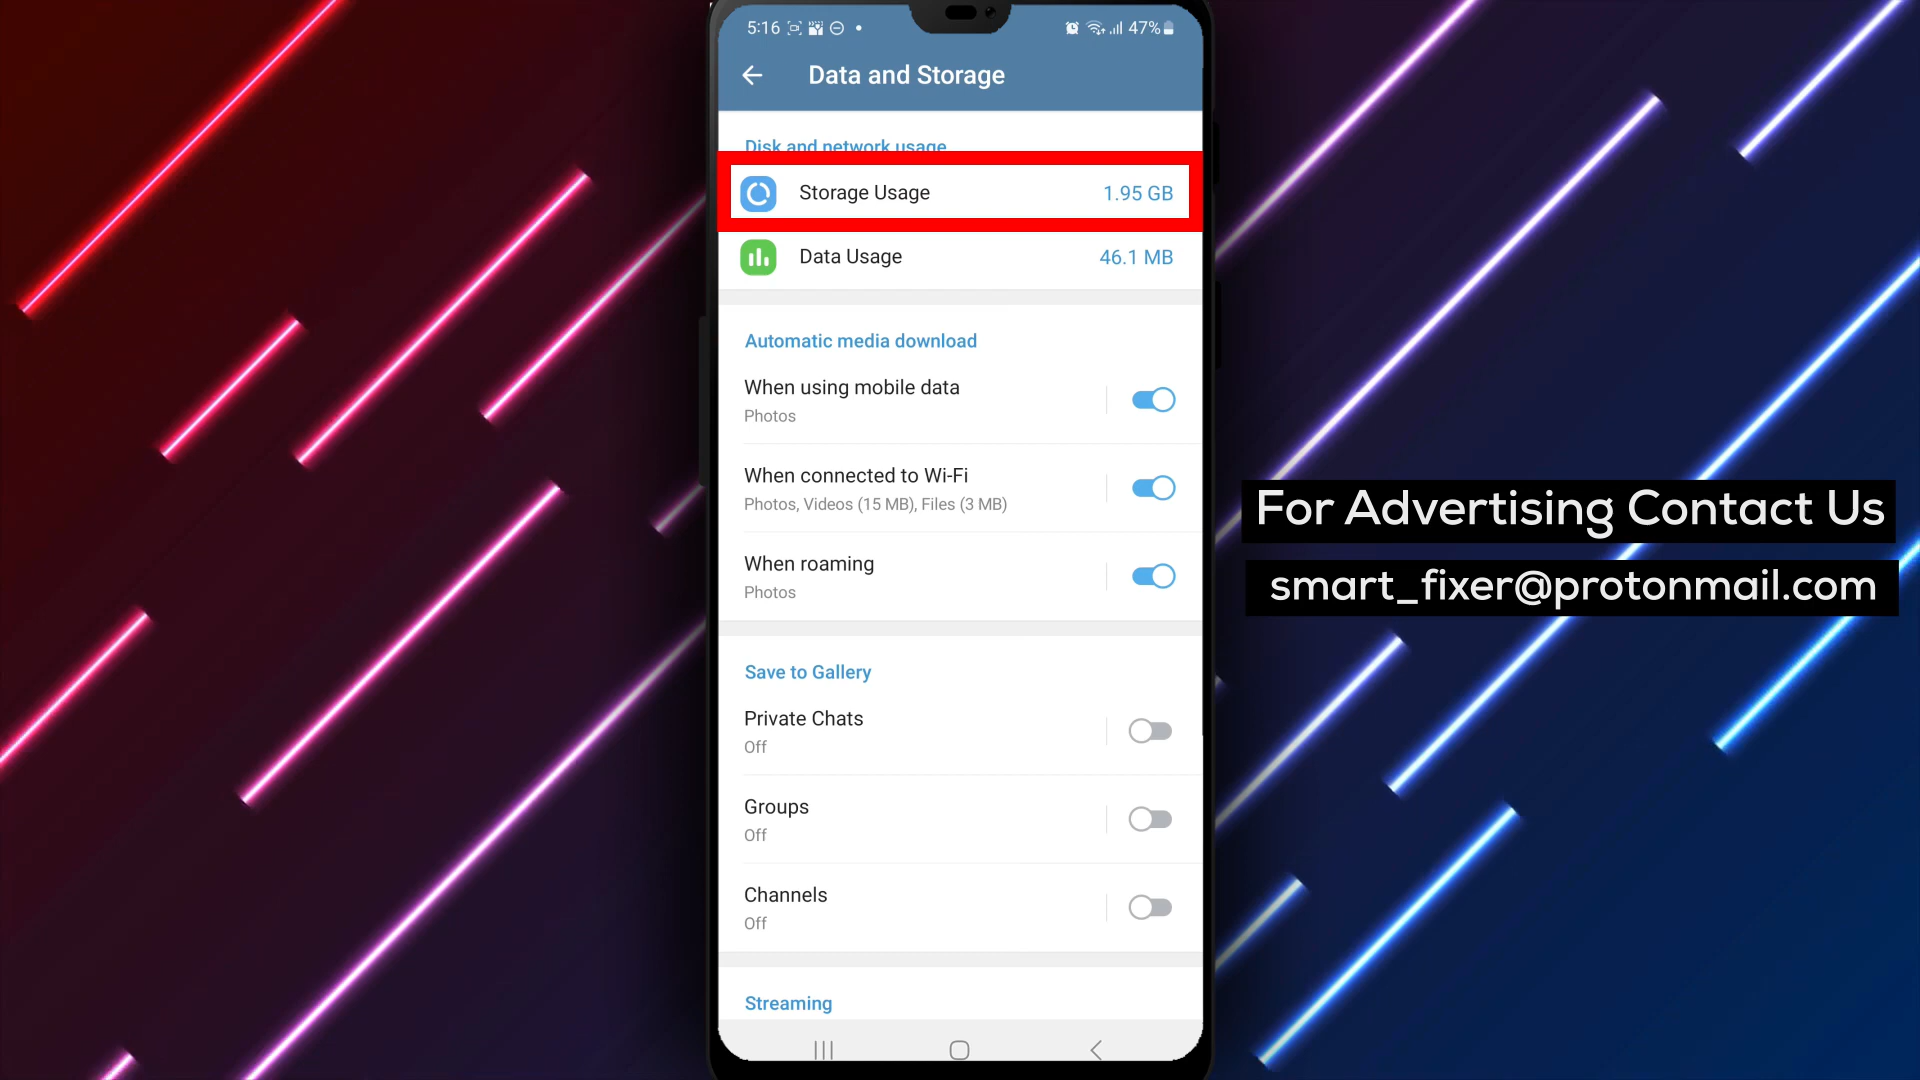 5:16
47%
Data and Storage
Disk and network usage
Storage Usage
1.95 GB
Data Usage
46.1 MB
Automatic media download
When using mobile data
Photos
When connected to Wi-Fi
Photos, Videos (15 MB), Files (3 MB)
When roaming
Photos
Save to Gallery
Private Chats
Off
Groups
Off
Channels
Off
Streaming
For Advertising Contact Us
smart_fixer@protonmail.com